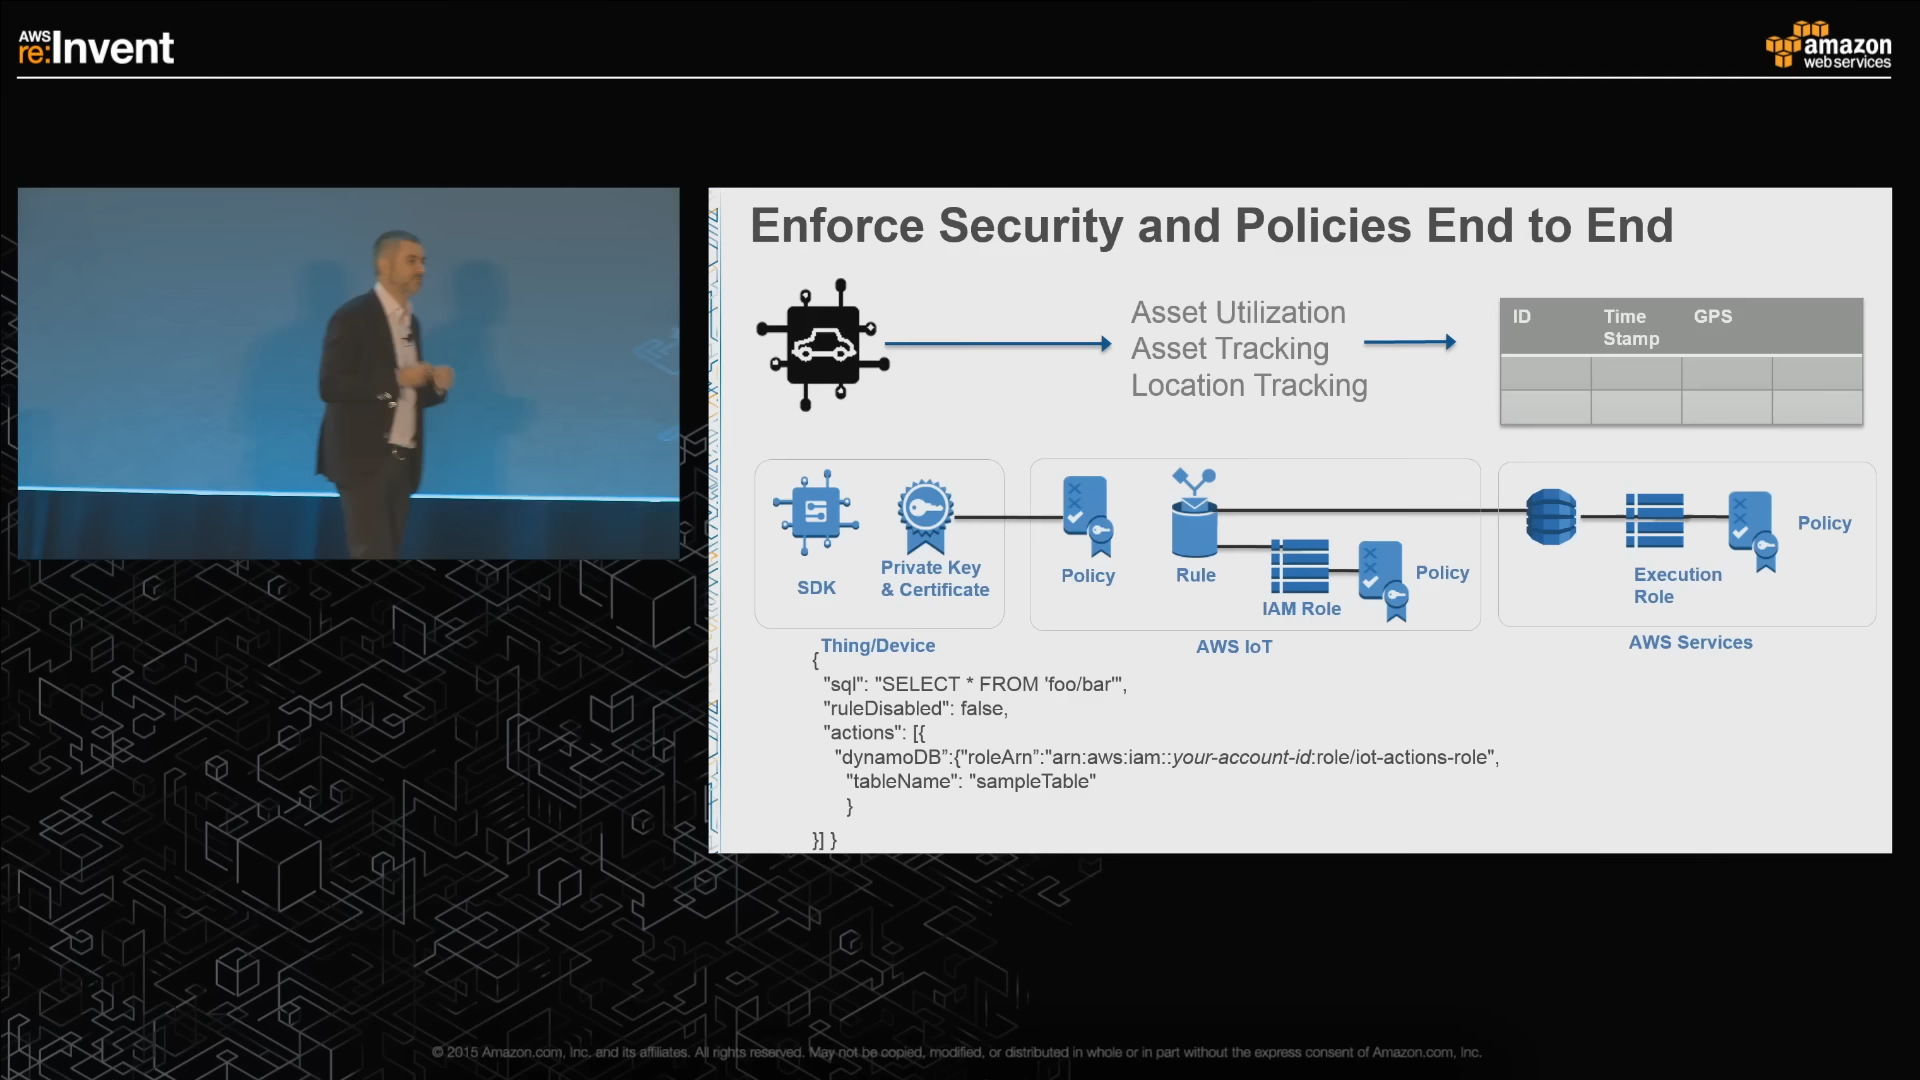 AWS
re:Invent
amazon
web services
Enforce Security and Policies End to End
Asset Utilization
Asset Tracking
Location Tracking
ID
Time
Stamp
GPS
SDK
Private Key
& Certificate
Policy
Rule
IAM Role
Policy
Execution
Role
Policy
Thing/Device
AWS IoT
AWS Services
{
"sql": "SELECT * FROM 'foo/bar'",
"ruleDisabled": false,
"actions": [{
"dynamoDB”:{"roleArn”:"arn:aws:iam::your-account-id:role/iot-actions-role",
"tableName": "sampleTable"
}
}] }
© 2015 Amazon.com, Inc. and its affiliates. All rights reserved. May not be copied, modified, or distributed in whole or in part without the express consent of Amazon.com, Inc.